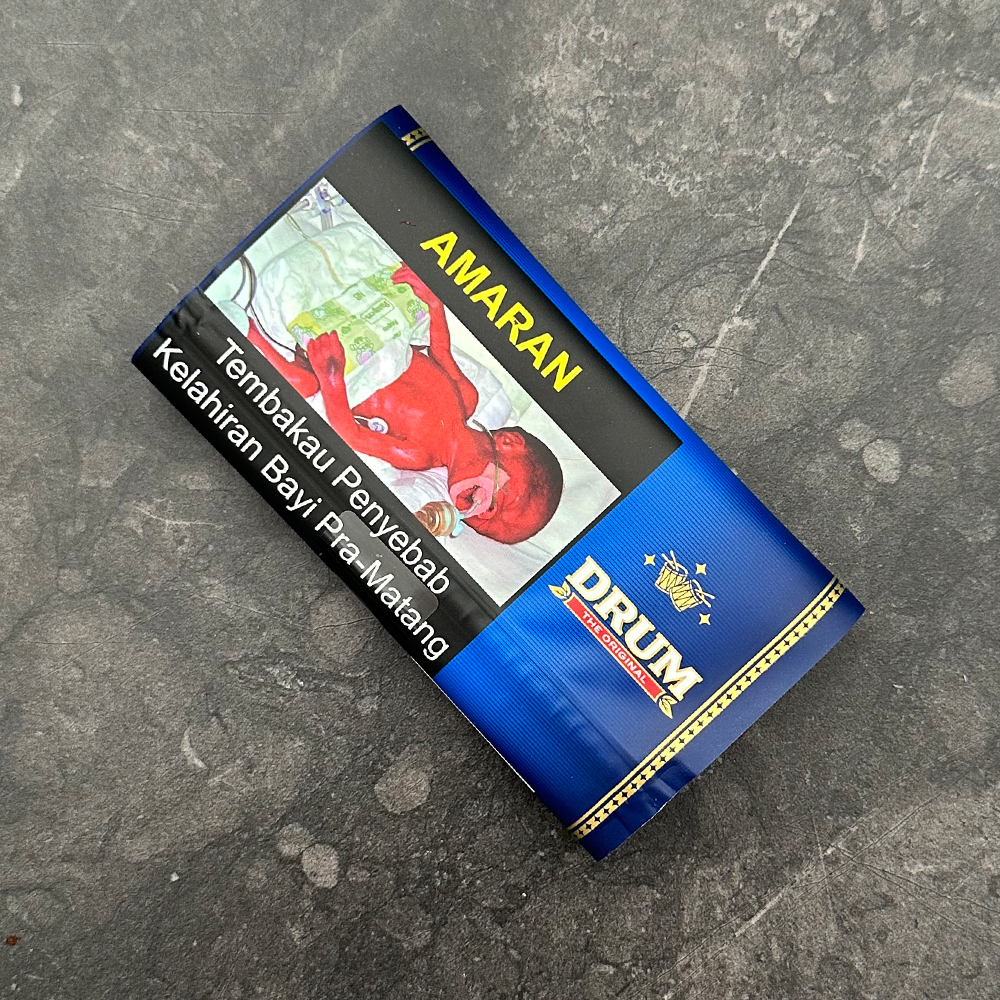 AMARAN
Tembakau Penyebab
Kelahiran Bayi Pra-Matang
DRUM
THE ORIGINAL